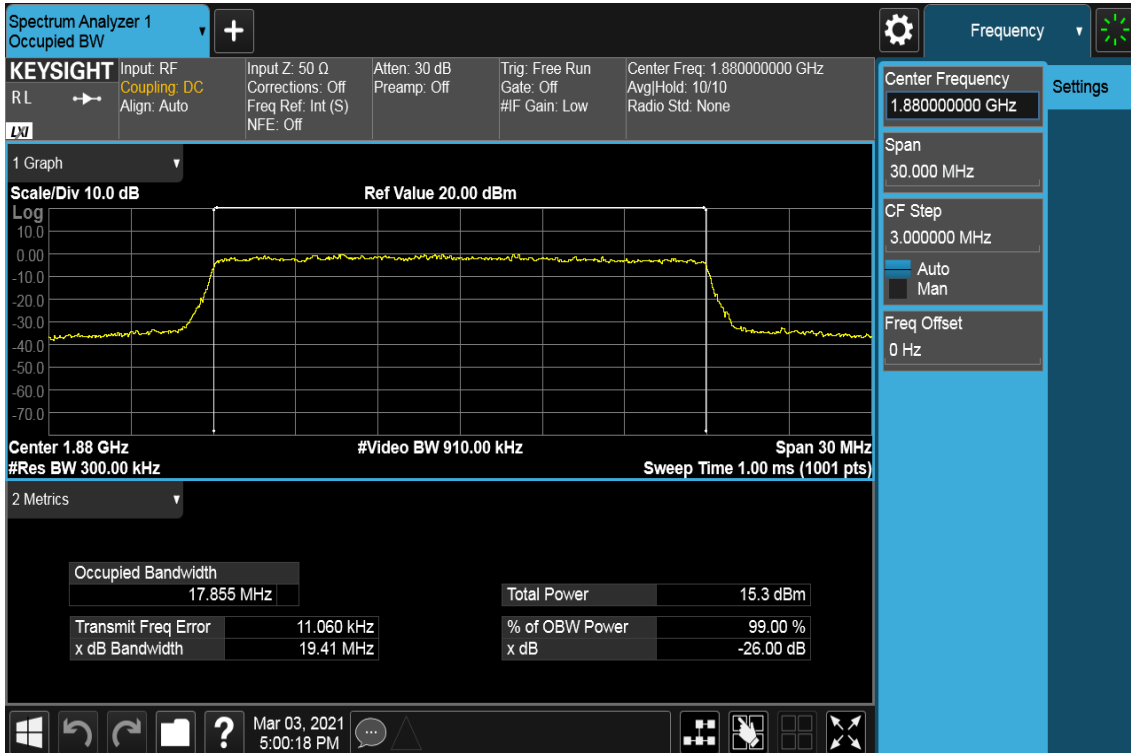 Spectrum Analyzer 1
Occupied BW
+
Frequency
KEYSIGHT
R L
LXI
Input: RF
Coupling: DC
Align: Auto
Input Z: 50 Ω
Corrections: Off
Freq Ref: Int (S)
NFE: Off
Atten: 30 dB
Preamp: Off
Trig: Free Run
Gate: Off
#IF Gain: Low
Center Freq: 1.880000000 GHz
Avg|Hold: 10/10
Radio Std: None
Center Frequency
1.880000000 GHz
Settings
Span
30.000 MHz
CF Step
3.000000 MHz
Auto
Man
Freq Offset
0 Hz
1 Graph
Scale/Div 10.0 dB
Ref Value 20.00 dBm
Log
10.0
0.00
-10.0
-20.0
-30.0
-40.0
-50.0
-60.0
-70.0
Center 1.88 GHz
#Video BW 910.00 kHz
Span 30 MHz
#Res BW 300.00 kHz
Sweep Time 1.00 ms (1001 pts)
2 Metrics
Occupied Bandwidth
17.855 MHz
Total Power 15.3 dBm
Transmit Freq Error 11.060 kHz
% of OBW Power 99.00 %
x dB Bandwidth 19.41 MHz
x dB -26.00 dB
?
Mar 03, 2021
5:00:18 PM